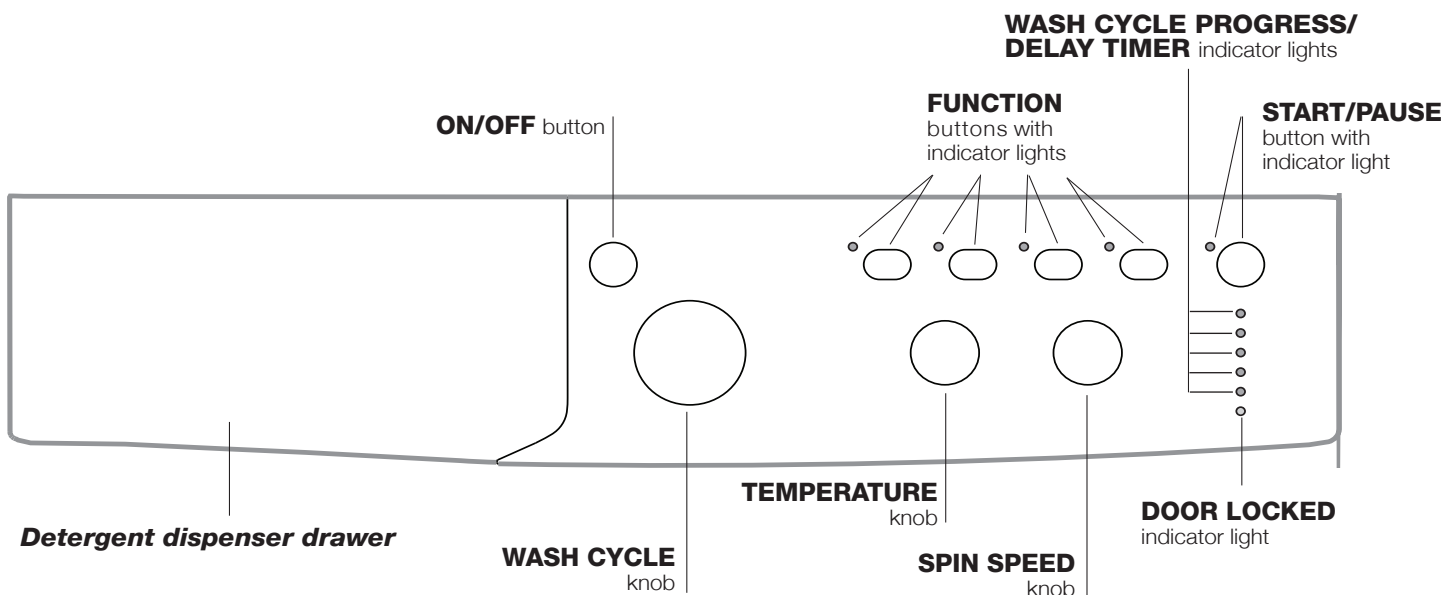 WASH CYCLE PROGRESS/
DELAY TIMER indicator lights
FUNCTION
buttons with
indicator lights
START/PAUSE
button with
indicator light
ON/OFF button
TEMPERATURE
knob
DOOR LOCKED
indicator light
Detergent dispenser drawer
WASH CYCLE
knob
SPIN SPEED
knob